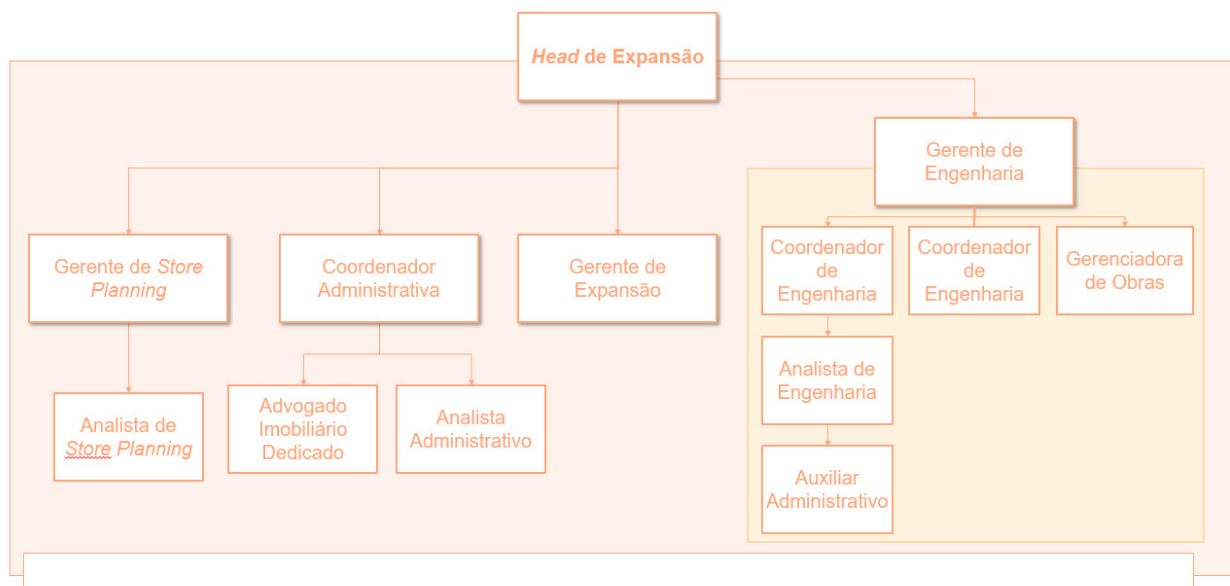 Head de Expansão
Gerente de
Engenharia
Gerente de Store
Planning
Coordenador
Administrativa
Gerente de
Expansão
Coordenador
de
Engenharia
Coordenador
de
Engenharia
Gerenciadora
de Obras
Analista de
Store Planning
Advogado
Imobiliário
Dedicado
Analista
Administrativo
Analista de
Engenharia
Auxiliar
Administrativo